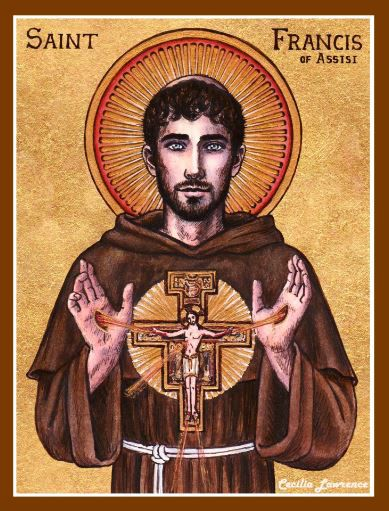 SAINT FRANCIS
OF ASSISI
Cecilia Lawrence